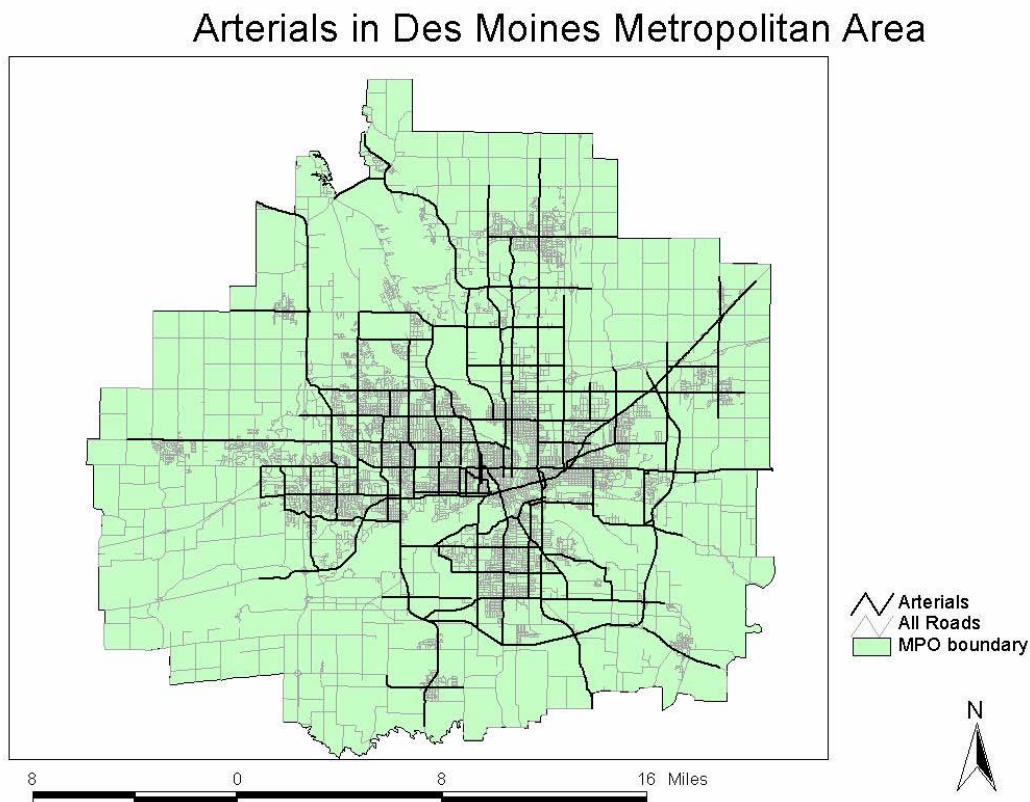 Arterials in Des Moines Metropolitan Area
Arterials
All Roads
MPO boundary
N
8 0 8 16 Miles